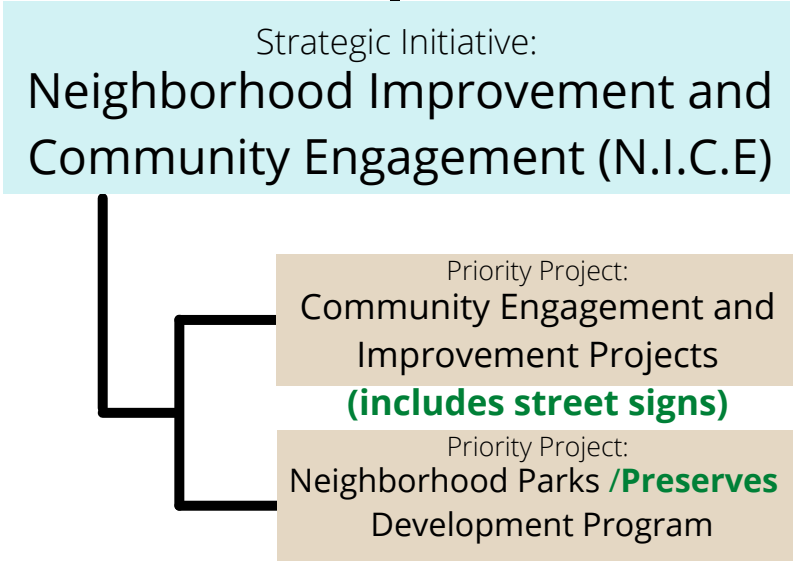 Strategic Initiative:
Neighborhood Improvement and
Community Engagement (N.I.C.E)
Priority Project:
Community Engagement and
Improvement Projects
(includes street signs)
Priority Project:
Neighborhood Parks /Preserves
Development Program